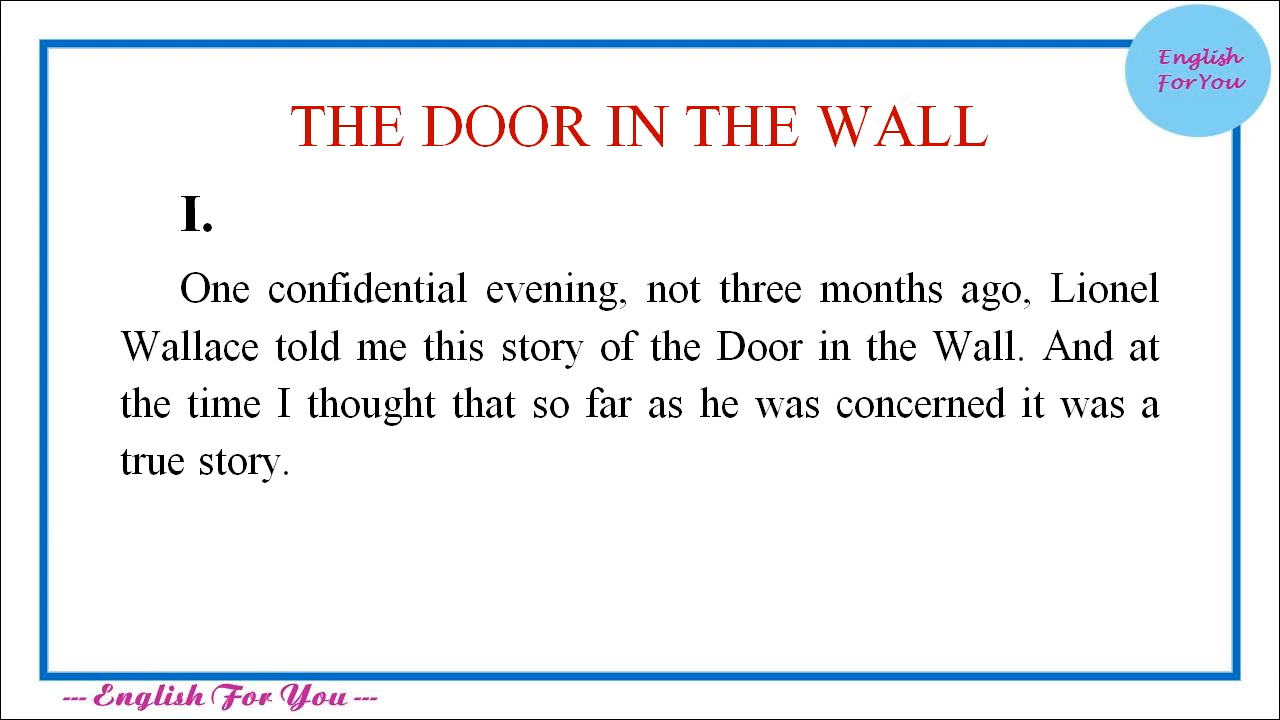 English
ForYou
THE DOOR IN THE WALL
I.
One confidential evening, not three months ago, Lionel
Wallace told me this story of the Door in the Wall. And at
the time I thought that so far as he was concerned it was a
true story.
--- English For You ---